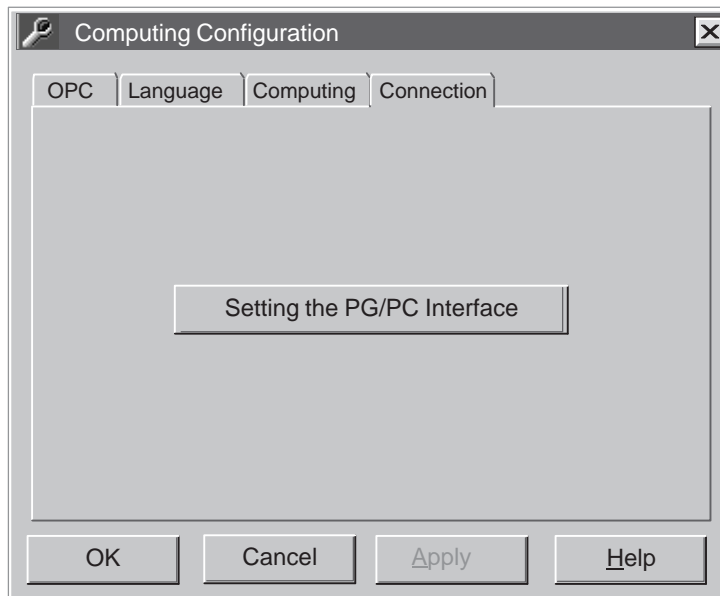 Computing Configuration
OPC Language Computing Connection
Setting the PG/PC Interface
OK Cancel Apply Help